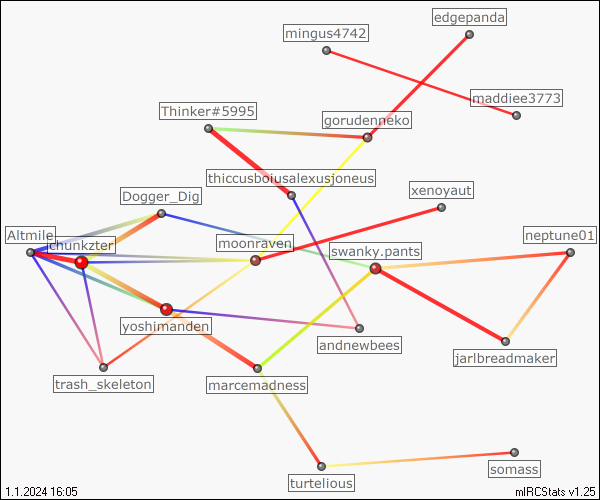 edgepanda
mingus4742
maddiee3773
Thinker#5995
gorudenneko
thiccusboiusalexusjoneus
xenoyaut
Dogger_Dig
Altmile
chunkzter
moonraven
swanky.pants
neptune01
yoshimanden
andnewbees
jarlbreadmaker
trash_skeleton
marcemadness
somass
turtelious
1.1.2024 16:05
mIRCStats v1.25